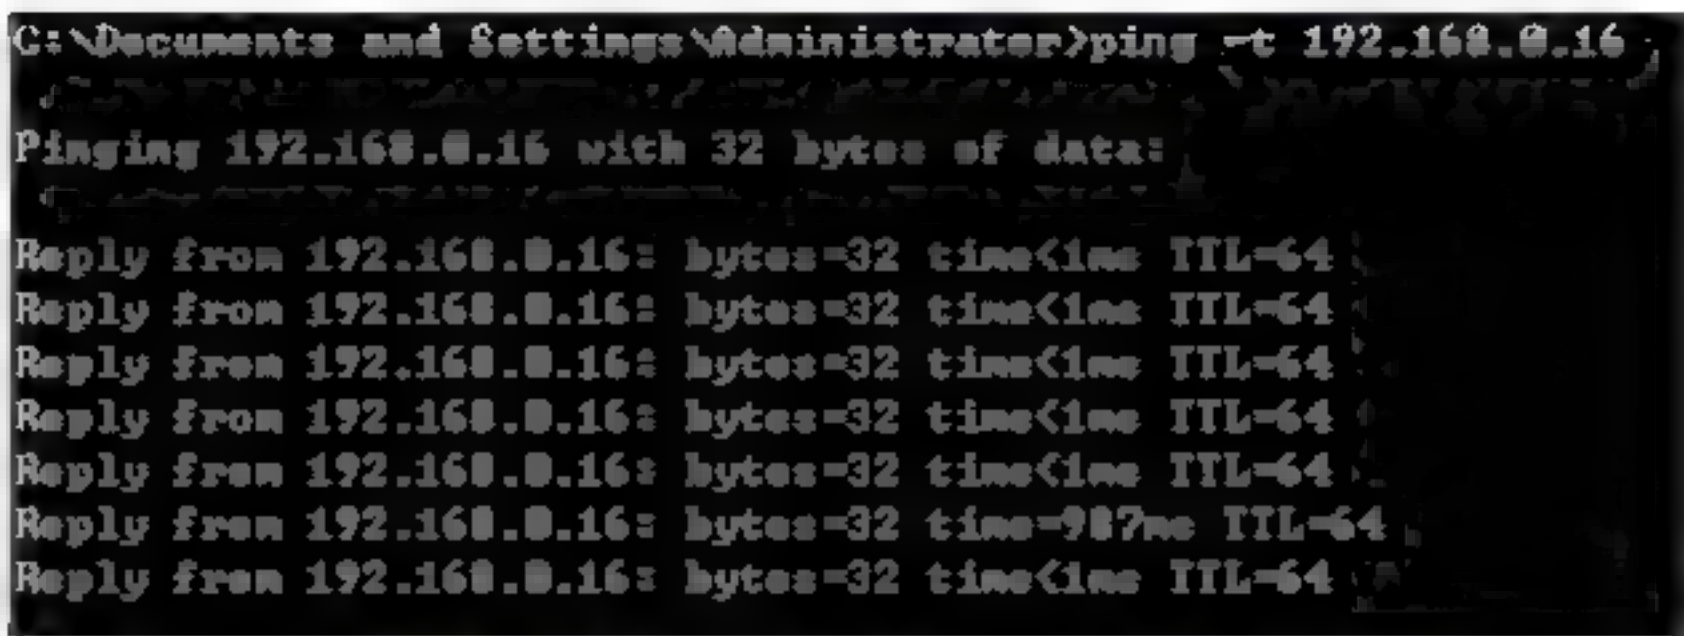 C:\Documents and Settings\Administrator>ping -t 192.168.0.16
Pinging 192.168.0.16 with 32 bytes of data:
Reply from 192.168.0.16: bytes=32 time<1ms TTL=64
Reply from 192.168.0.16: bytes=32 time<1ms TTL=64
Reply from 192.168.0.16: bytes=32 time<1ms TTL=64
Reply from 192.168.0.16: bytes=32 time<1ms TTL=64
Reply from 192.168.0.16: bytes=32 time<1ms TTL=64
Reply from 192.168.0.16: bytes=32 time=987ms TTL=64
Reply from 192.168.0.16: bytes=32 time<1ms TTL=64